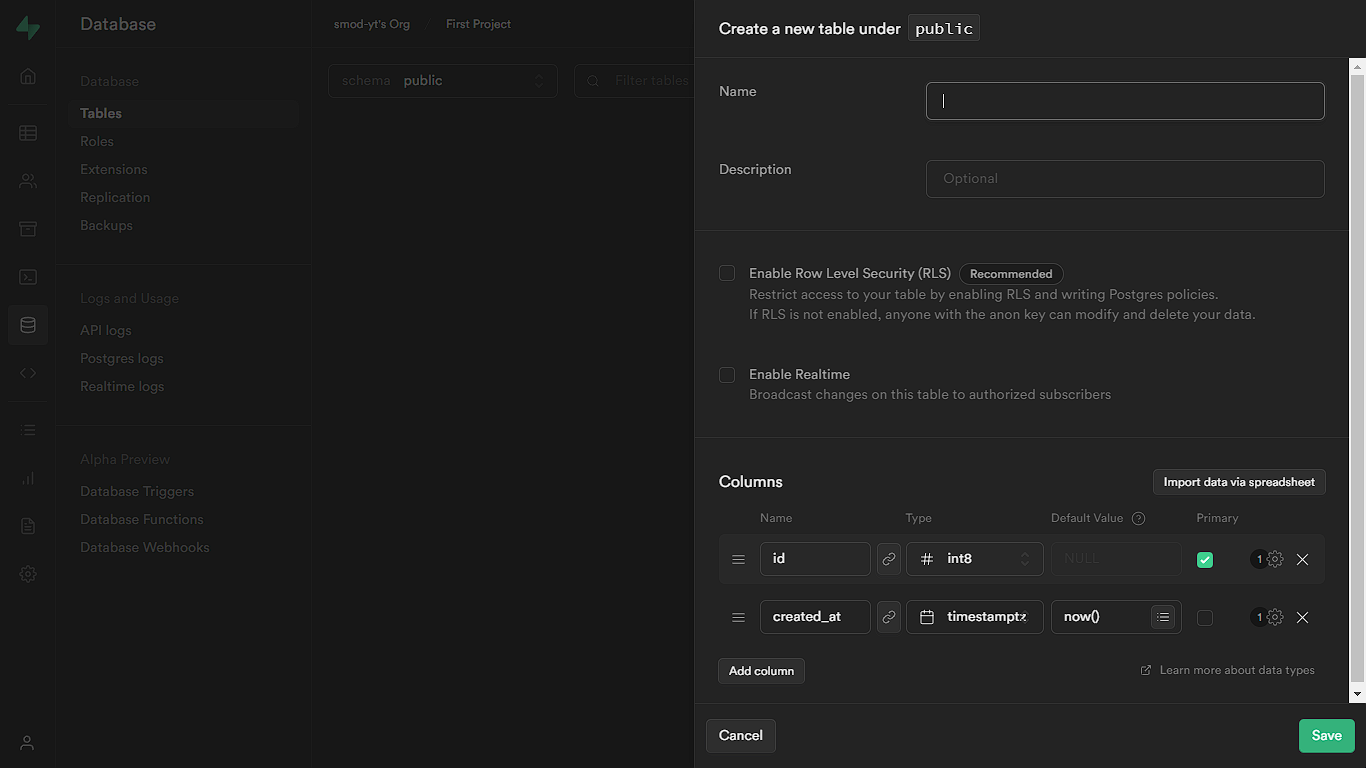 Database
smod-yt's Org
First Project
Database
Tables
Roles
Extensions
Replication
Backups
Logs and Usage
API logs
Postgres logs
Realtime logs
Alpha Preview
Database Triggers
Database Functions
Database Webhooks
schema public
Filter tables
Create a new table under public
Name
Description
Optional
Enable Row Level Security (RLS) Recommended
Restrict access to your table by enabling RLS and writing Postgres policies.
If RLS is not enabled, anyone with the anon key can modify and delete your data.
Enable Realtime
Broadcast changes on this table to authorized subscribers
Columns
Import data via spreadsheet
Name Type Default Value ? Primary
id # int8 NULL 1
created_at timestamptz now() 1
Add column
Learn more about data types
Cancel
Save